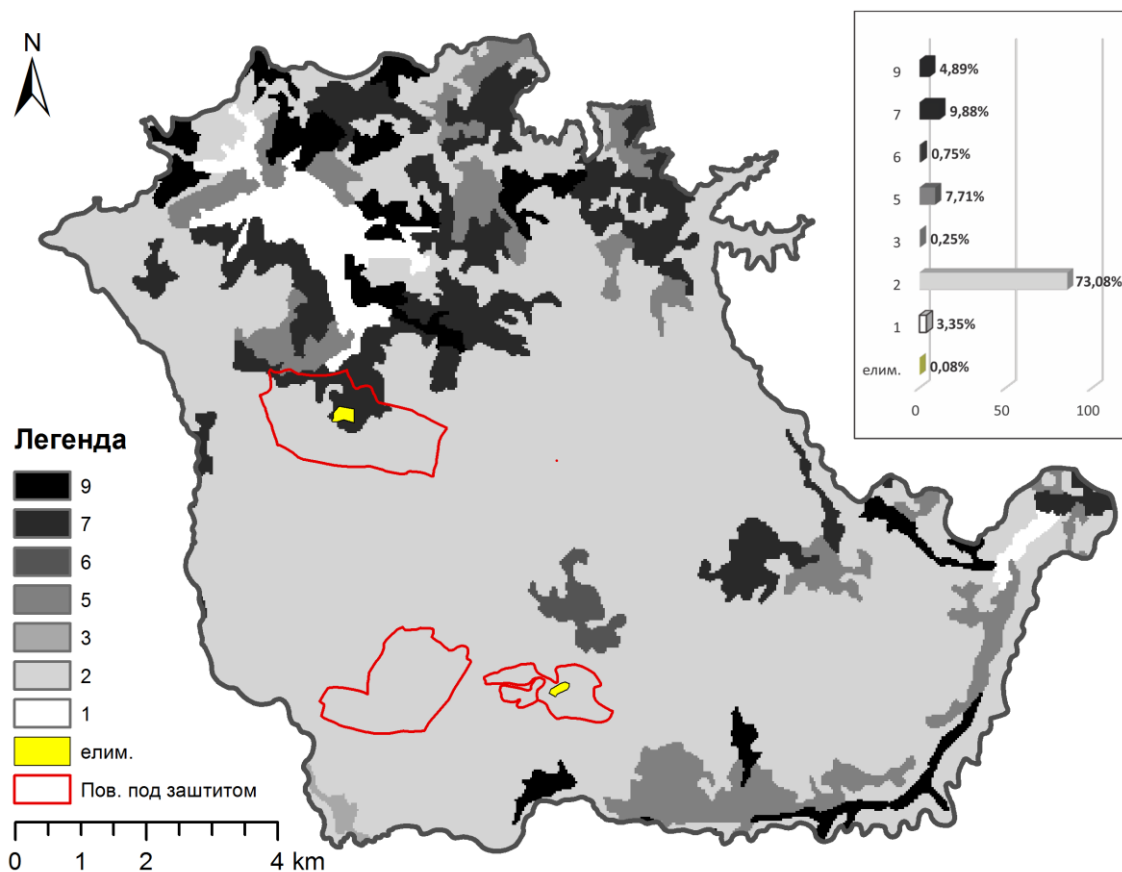 N
9 4,89%
7 9,88%
6 0,75%
5 7,71%
3 0,25%
2 73,08%
1 3,35%
елим. 0,08%
0 50 100
Легенда
9
7
6
5
3
2
1
елим.
Пов. под заштитом
0 1 2 4 km